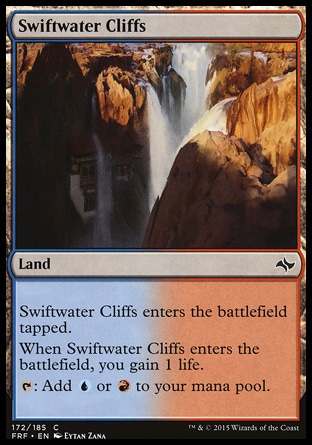 Swiftwater Cliffs
Land
Swiftwater Cliffs enters the battlefield
tapped.
When Swiftwater Cliffs enters the
battlefield, you gain 1 life.
: Add or to your mana pool.
172/185 C
FRF • EN Eytan Zana
™ & © 2015 Wizards of the Coast